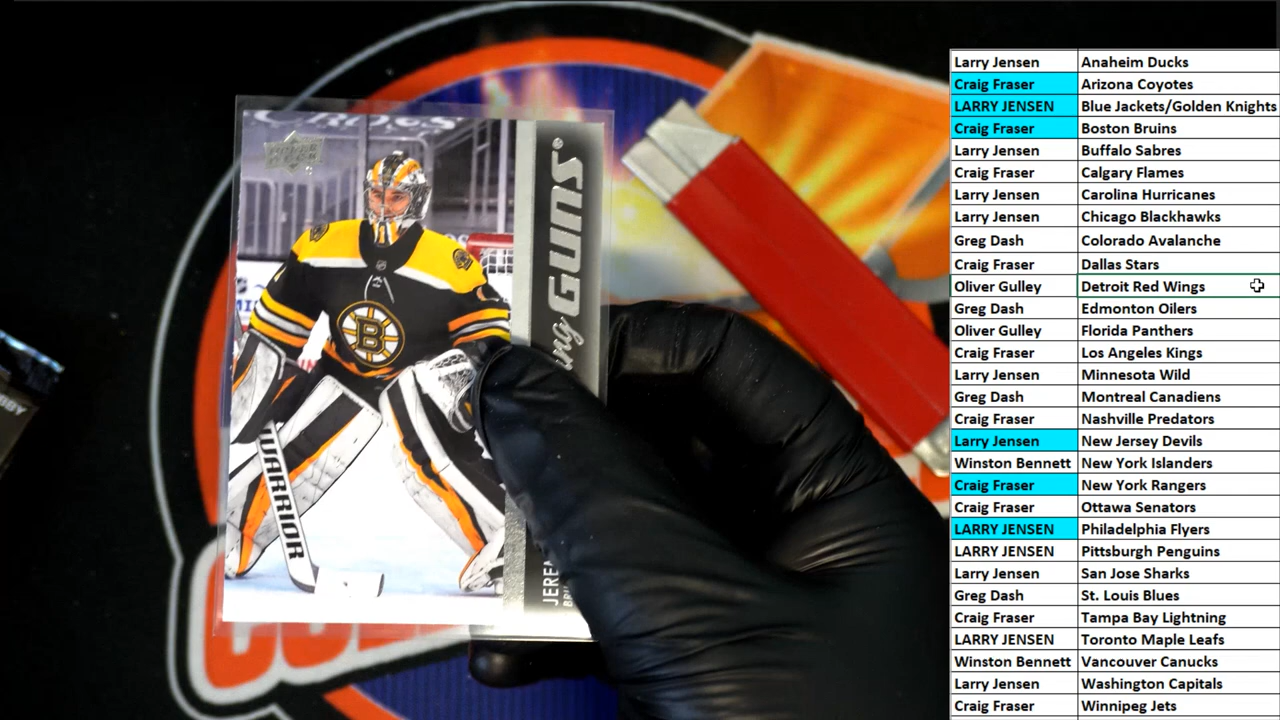 UPPER DECK
Young GUNS®
WARRIOR
B
JEREM
BRU
BBY
Larry Jensen Anaheim Ducks
Craig Fraser Arizona Coyotes
LARRY JENSEN Blue Jackets/Golden Knights
Craig Fraser Boston Bruins
Larry Jensen Buffalo Sabres
Craig Fraser Calgary Flames
Larry Jensen Carolina Hurricanes
Larry Jensen Chicago Blackhawks
Greg Dash Colorado Avalanche
Craig Fraser Dallas Stars
Oliver Gulley Detroit Red Wings
Greg Dash Edmonton Oilers
Oliver Gulley Florida Panthers
Craig Fraser Los Angeles Kings
Larry Jensen Minnesota Wild
Greg Dash Montreal Canadiens
Craig Fraser Nashville Predators
Larry Jensen New Jersey Devils
Winston Bennett New York Islanders
Craig Fraser New York Rangers
Craig Fraser Ottawa Senators
LARRY JENSEN Philadelphia Flyers
LARRY JENSEN Pittsburgh Penguins
Larry Jensen San Jose Sharks
Greg Dash St. Louis Blues
Craig Fraser Tampa Bay Lightning
LARRY JENSEN Toronto Maple Leafs
Winston Bennett Vancouver Canucks
Larry Jensen Washington Capitals
Craig Fraser Winnipeg Jets